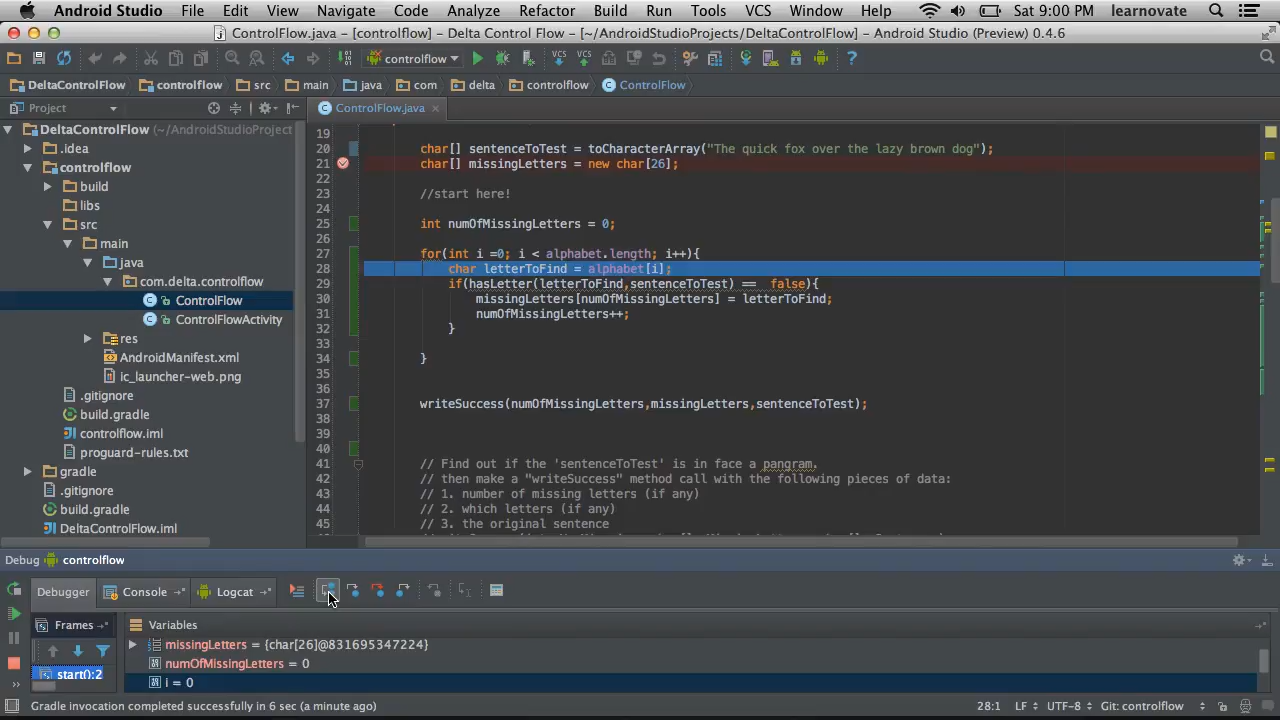 Android Studio File Edit View Navigate Code Analyze Refactor Build Run Tools VCS Window Help Sat 9:00 PM learnovate
ControlFlow.java - [controlflow] - Delta Control Flow - [~/AndroidStudioProjects/DeltaControlFlow] - Android Studio (Preview) 0.4.6
controlflow VCS VCS ?
DeltaControlFlow controlflow src main java com delta controlflow ControlFlow
Project
ControlFlow.java
DeltaControlFlow (~/AndroidStudioProject
.idea
controlflow
build
libs
src
main
java
com.delta.controlflow
ControlFlow
ControlFlowActivity
res
AndroidManifest.xml
ic_launcher-web.png
.gitignore
build.gradle
controlflow.iml
proguard-rules.txt
gradle
.gitignore
build.gradle
DeltaControlFlow.iml
19
20 char[] sentenceToTest = toCharacterArray("The quick fox over the lazy brown dog");
21 char[] missingLetters = new char[26];
22
23 //start here!
24
25 int numOfMissingLetters = 0;
26
27 for(int i =0; i < alphabet.length; i++){
28 char letterToFind = alphabet[i];
29 if(hasLetter(letterToFind,sentenceToTest) == false){
30 missingLetters[numOfMissingLetters] = letterToFind;
31 numOfMissingLetters++;
32 }
33
34 }
35
36
37 writeSuccess(numOfMissingLetters,missingLetters,sentenceToTest);
38
39
40
41 // Find out if the 'sentenceToTest' is in face a pangram.
42 // then make a "writeSuccess" method call with the following pieces of data:
43 // 1. number of missing letters (if any)
44 // 2. which letters (if any)
45 // 3. the original sentence
Debug controlflow
Debugger Console Logcat
Frames Variables
missingLetters = {char[26]@831695347224}
numOfMissingLetters = 0
start():2
i = 0
Gradle invocation completed successfully in 6 sec (a minute ago) 28:1 LF UTF-8 Git: controlflow